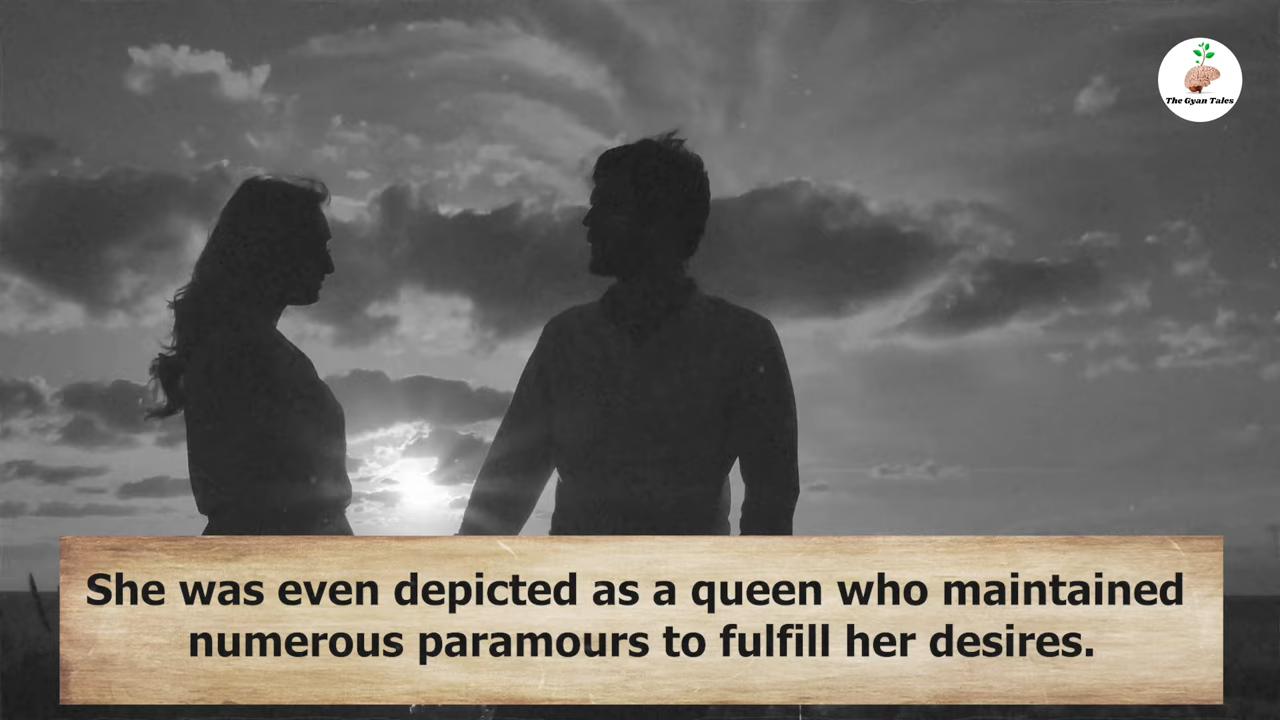 The Gyan Tales
She was even depicted as a queen who maintained
numerous paramours to fulfill her desires.